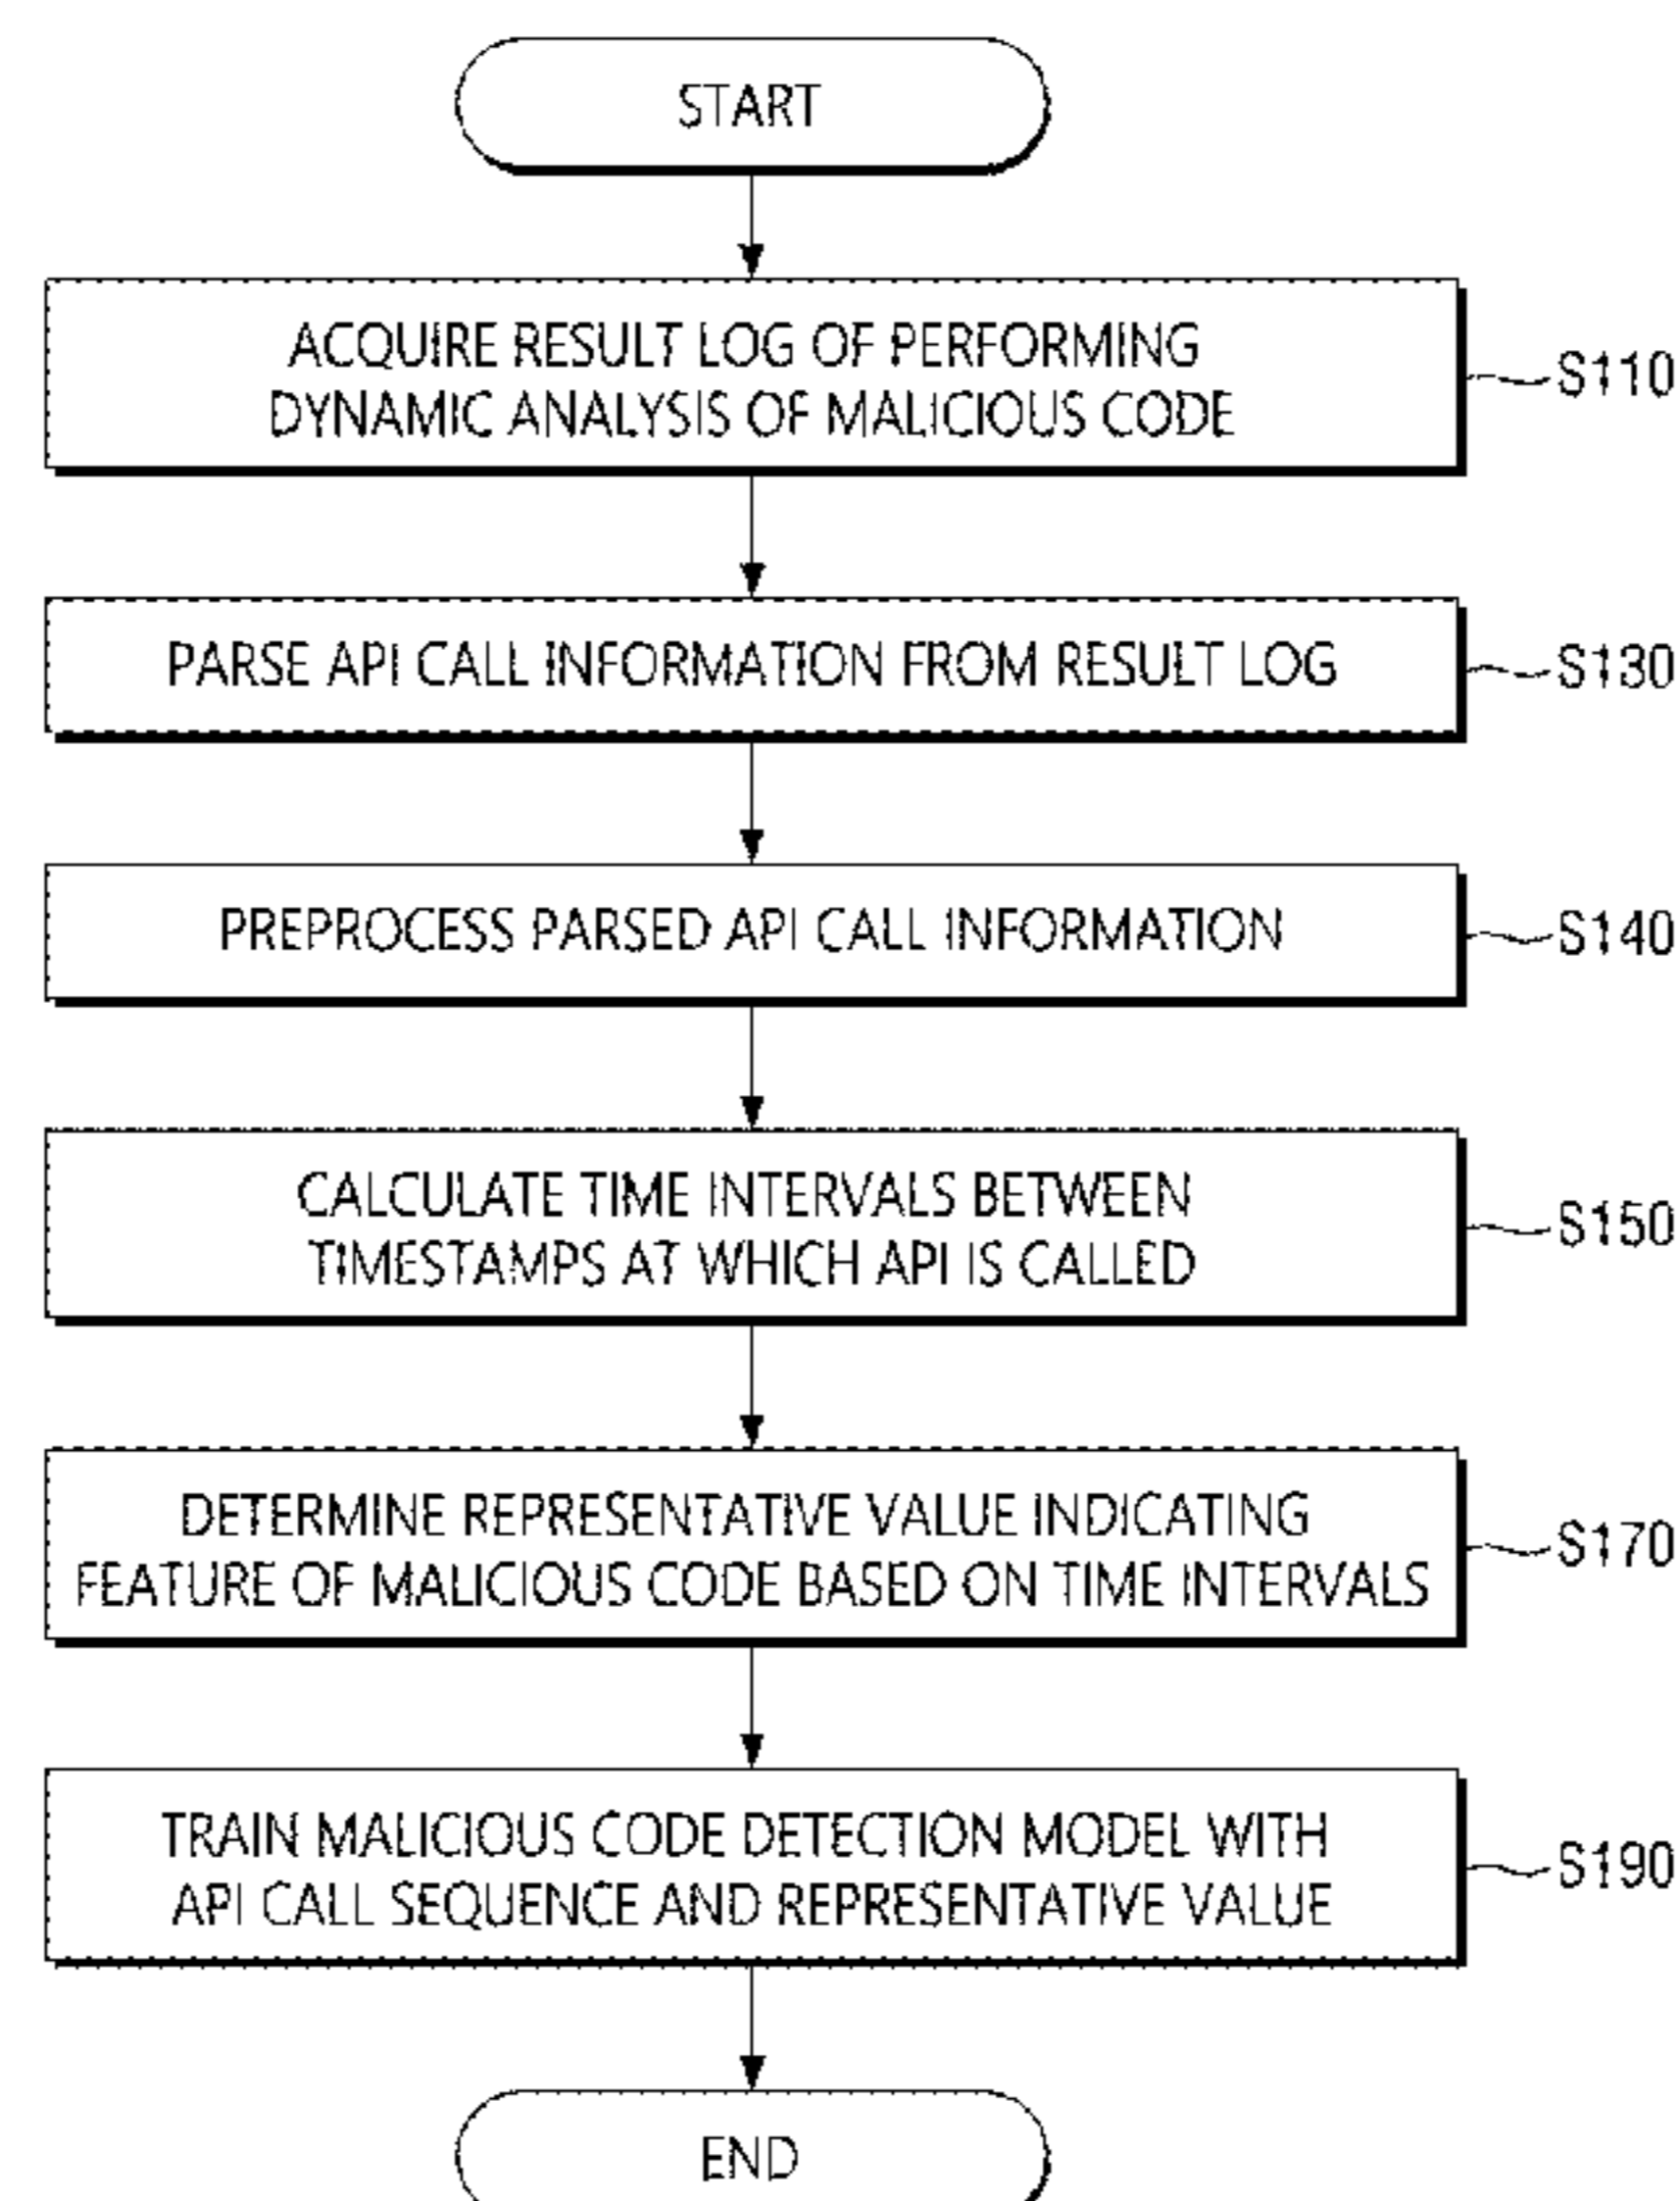 START
ACQUIRE RESULT LOG OF PERFORMING
DYNAMIC ANALYSIS OF MALICIOUS CODE
S110
PARSE API CALL INFORMATION FROM RESULT LOG
S130
PREPROCESS PARSED API CALL INFORMATION
S140
CALCULATE TIME INTERVALS BETWEEN
TIMESTAMPS AT WHICH API IS CALLED
S150
DETERMINE REPRESENTATIVE VALUE INDICATING
FEATURE OF MALICIOUS CODE BASED ON TIME INTERVALS
S170
TRAIN MALICIOUS CODE DETECTION MODEL WITH
API CALL SEQUENCE AND REPRESENTATIVE VALUE
S190
END